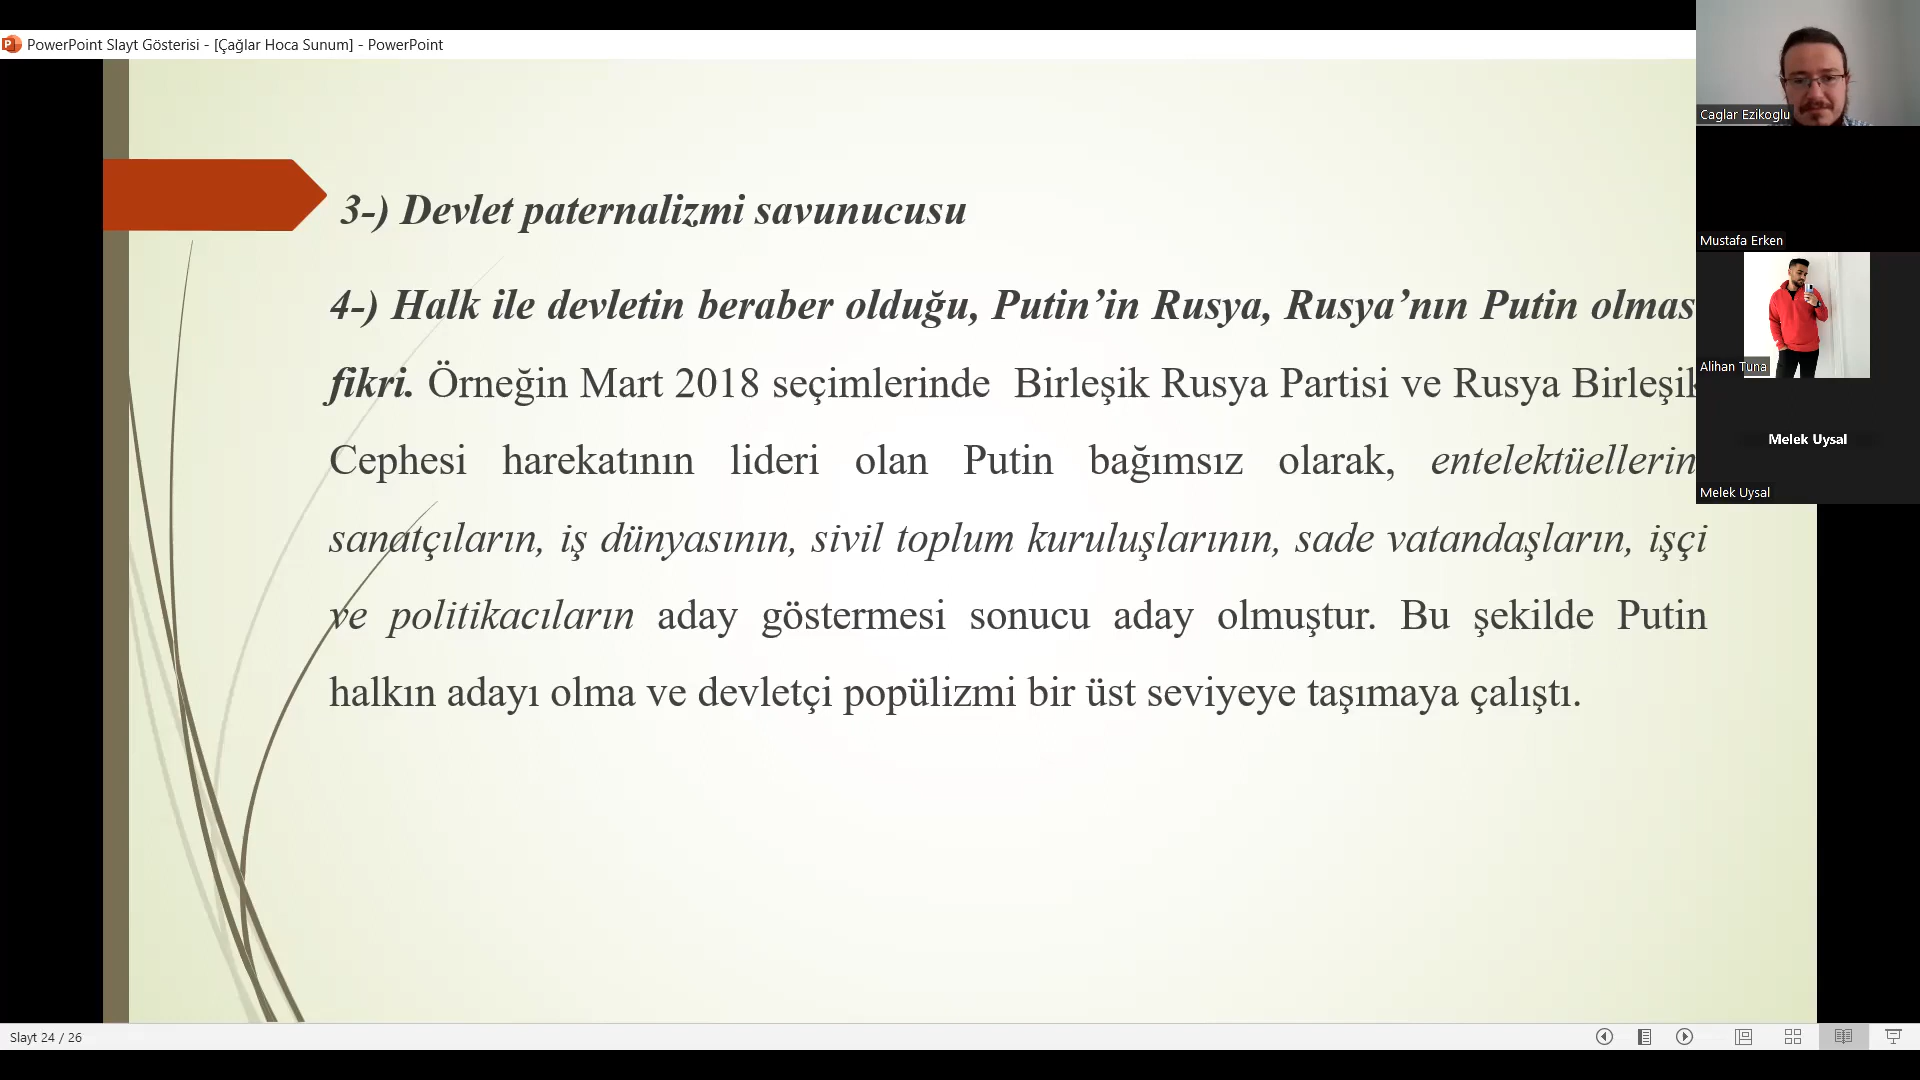 PowerPoint Slayt Gösterisi - [Çağlar Hoca Sunum] - PowerPoint
3-) Devlet paternalizmi savunucusu
4-) Halk ile devletin beraber olduğu, Putin’in Rusya, Rusya’nın Putin olmas
fikri. Örneğin Mart 2018 seçimlerinde Birleşik Rusya Partisi ve Rusya Birleşik
Cephesi harekatının lideri olan Putin bağımsız olarak, entelektüellerin
sanatçıların, iş dünyasının, sivil toplum kuruluşlarının, sade vatandaşların, işçi
ve politikacıların aday göstermesi sonucu aday olmuştur. Bu şekilde Putin
halkın adayı olma ve devletçi popülizmi bir üst seviyeye taşımaya çalıştı.
Caglar Ezikoglu
Mustafa Erken
Alihan Tuna
Melek Uysal
Melek Uysal
Slayt 24 / 26